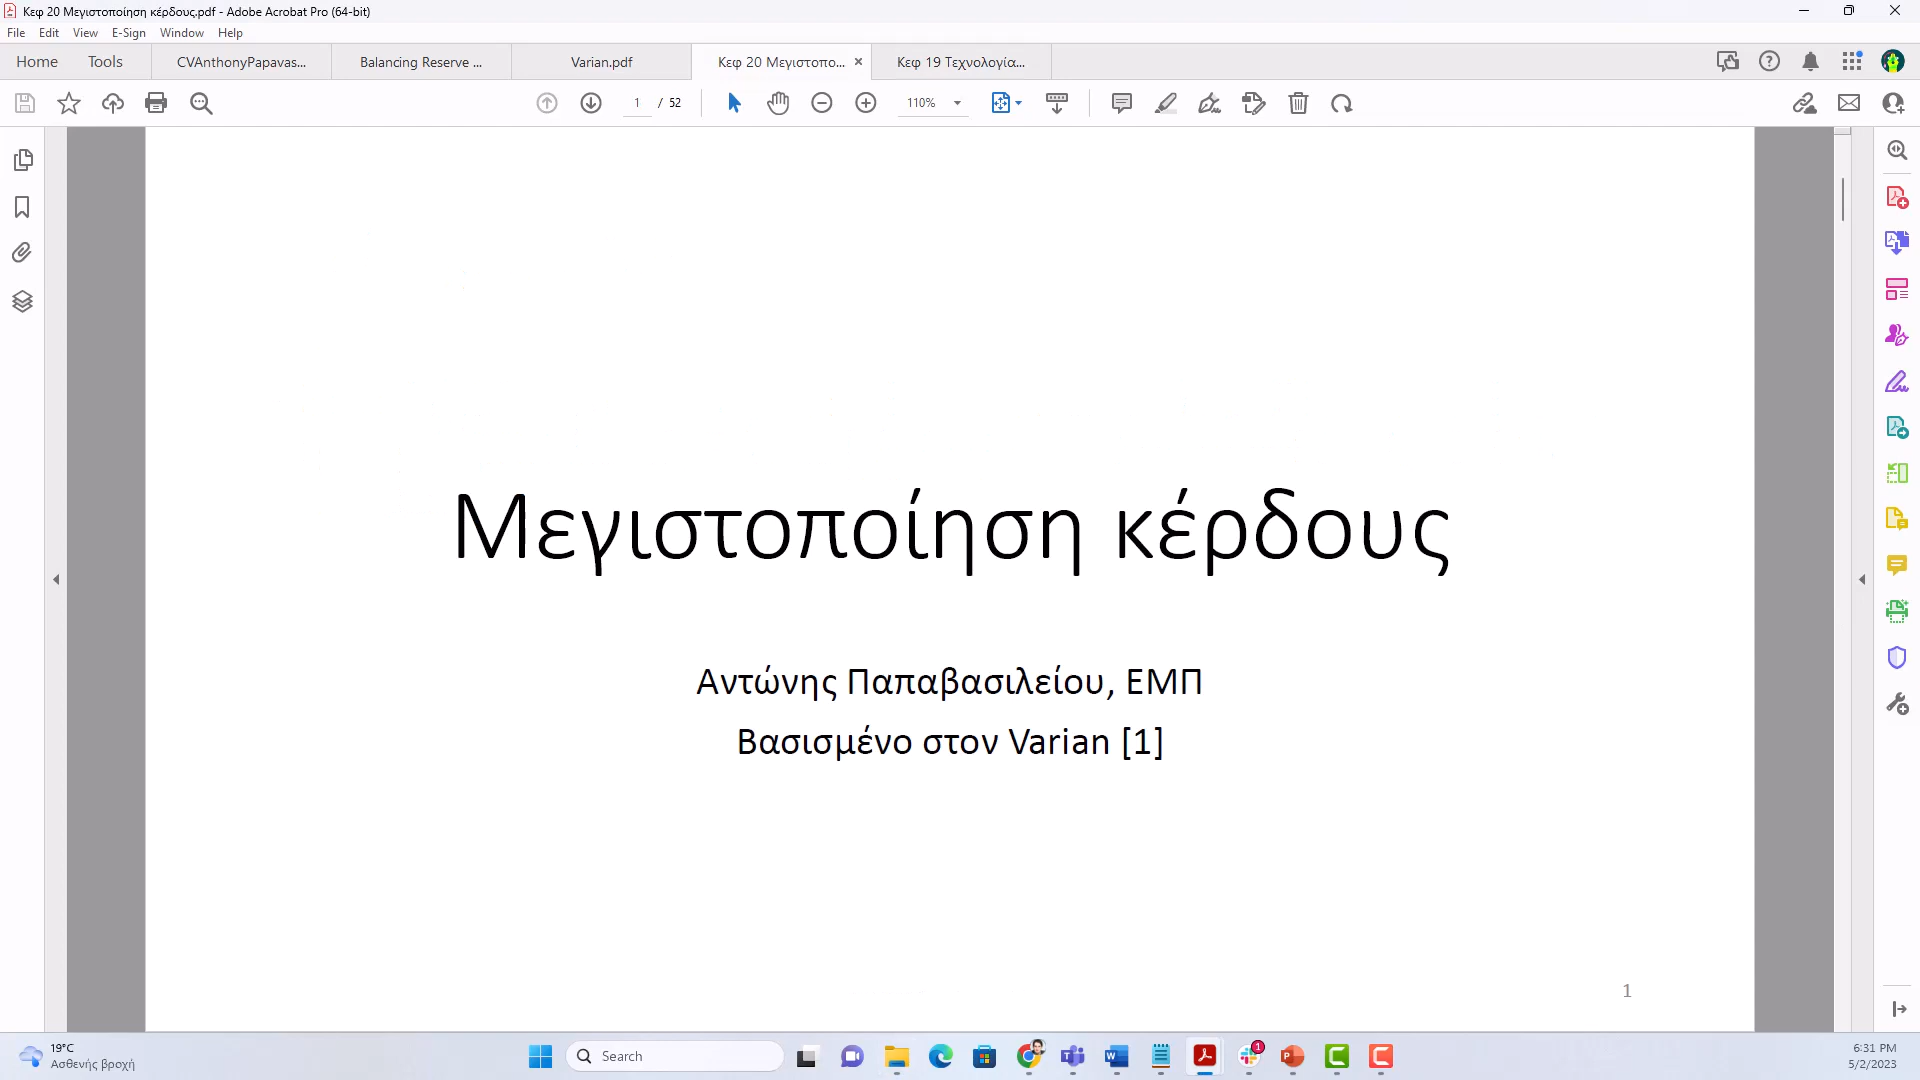 Κεφ 20 Μεγιστοποίηση κέρδους.pdf - Adobe Acrobat Pro (64-bit)
File Edit View E-Sign Window Help
Home Tools CVAnthonyPapavas... Balancing Reserve ... Varian.pdf Κεφ 20 Μεγιστοπο... Κεφ 19 Τεχνολογία...
1 / 52 110%
Μεγιστοποίηση κέρδους
Αντώνης Παπαβασιλείου, ΕΜΠ
Βασισμένο στον Varian [1]
1
19°C
Ασθενής βροχή
Search
1
6:31 PM
5/2/2023